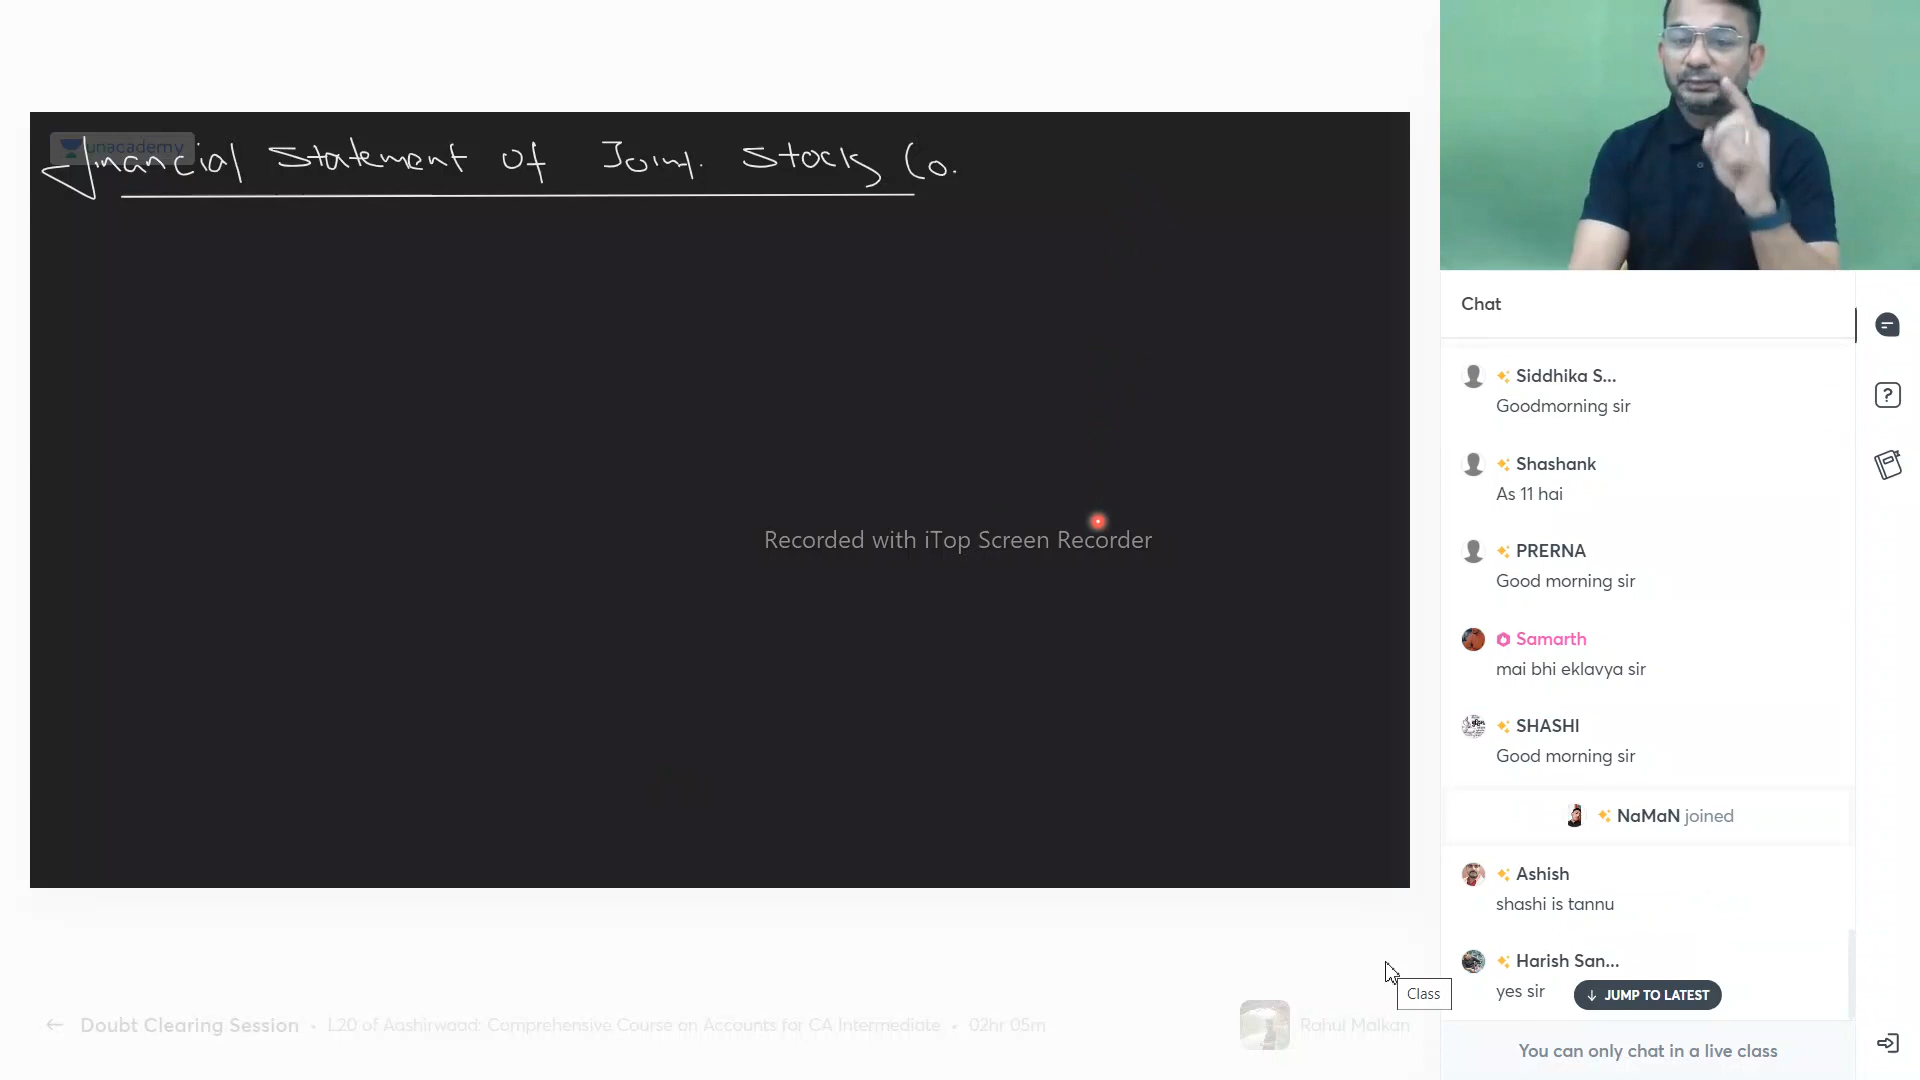 unacademy
Financial Statement of Joint. Stock Co.
Recorded with iTop Screen Recorder
Chat
Siddhika S...
Goodmorning sir
Shashank
As 11 hai
PRERNA
Good morning sir
Samarth
mai bhi eklavya sir
SHASHI
Good morning sir
NaMaN joined
Ashish
shashi is tannu
Harish San...
yes sir
↓ JUMP TO LATEST
Class
← Doubt Clearing Session • L20 of Aashirwaad: Comprehensive Course on Accounts for CA Intermediate • 02hr 05m
Rahul Malkan
You can only chat in a live class